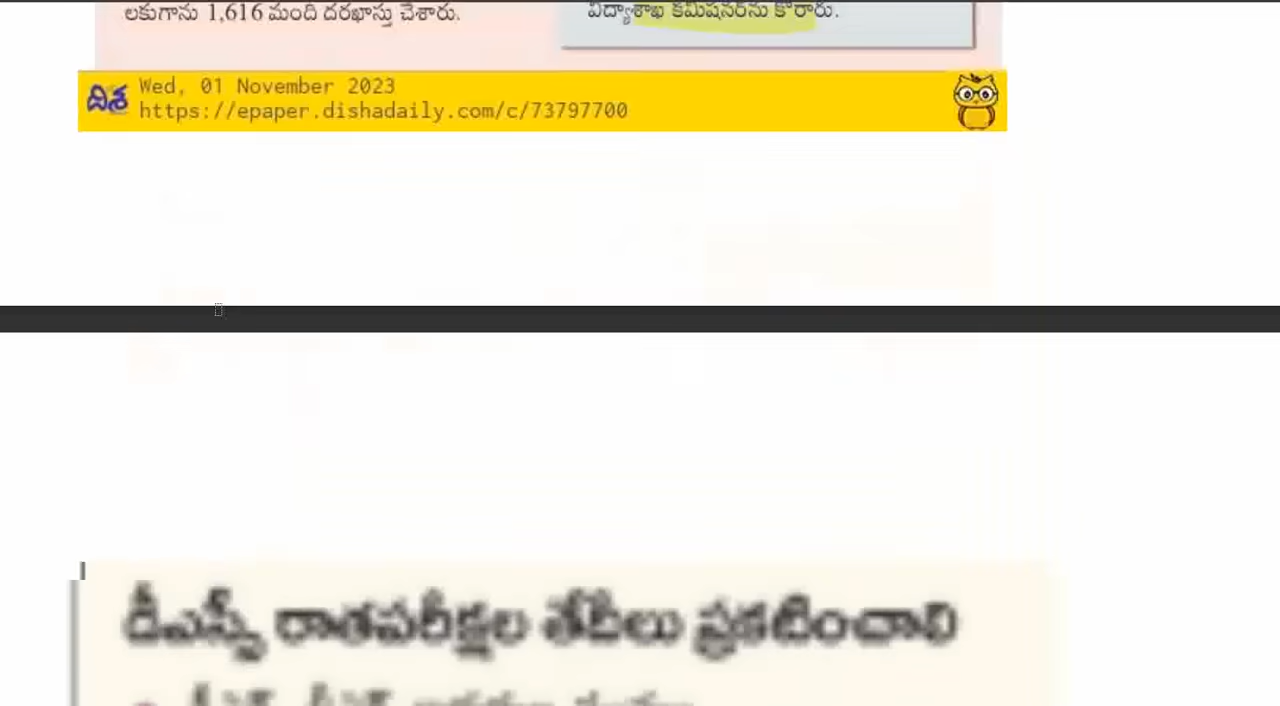 లకుగాను 1,616 మంది దరఖాస్తు చేశారు.
విద్యాశాఖ కమిషనర్‌ను కోరారు.
దిశ
Wed, 01 November 2023
https://epaper.dishadaily.com/c/73797700
డీఎస్సీ రాతపరీక్షల తేదీలు ప్రకటించాలి